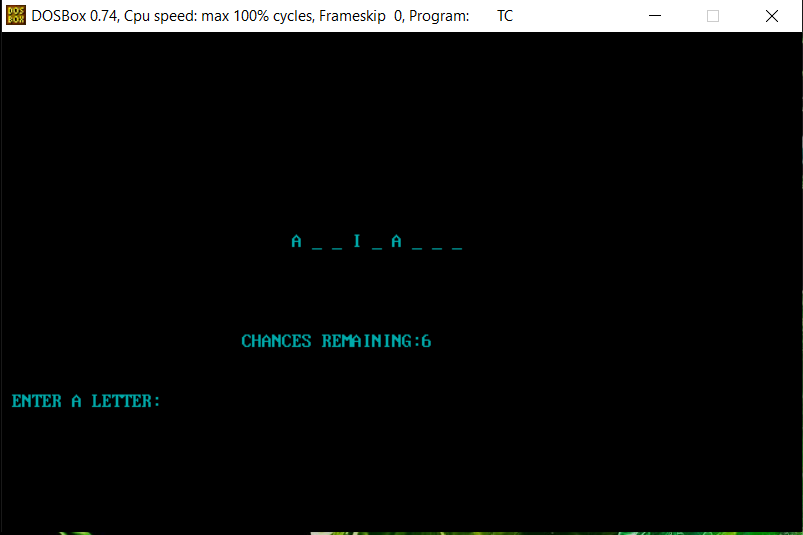 DOS
BOX
DOSBox 0.74, Cpu speed: max 100% cycles, Frameskip 0, Program: TC
A _ _ I _ A _ _ _
CHANCES REMAINING:6
ENTER A LETTER: